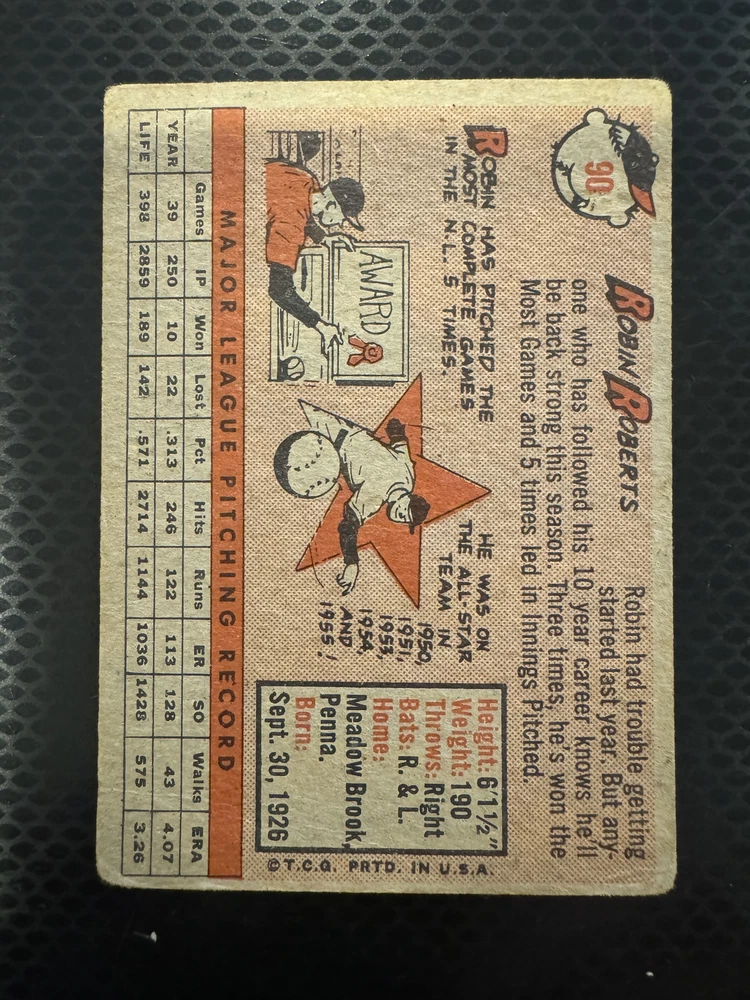 90
ROBIN ROBERTS
Robin had trouble getting
started last year. But any-
one who has followed his 10 year career knows he'll
be back strong this season. Three times, he's won the
Most Games and 5 times led in Innings Pitched.
ROBIN HAS PITCHED THE
MOST COMPLETE GAMES
IN THE N.L. 5 TIMES.
AWARD
HE WAS ON
THE ALL-STAR
TEAM IN
1950,
1951,
1953,
1954,
AND
1955!
Height: 6'1½"
Weight: 190
Throws: Right
Bats: R. & L.
Home:
Meadow Brook,
Penna.
Born:
Sept. 30, 1926
©T.C.G. PRTD. IN U.S.A.
MAJOR LEAGUE PITCHING RECORD
Games IP Won Lost Pct Hits Runs ER SO Walks ERA
YEAR 39 250 10 22 .313 246 122 113 128 43 4.07
LIFE 398 2859 189 142 .571 2714 1144 1036 1428 575 3.26